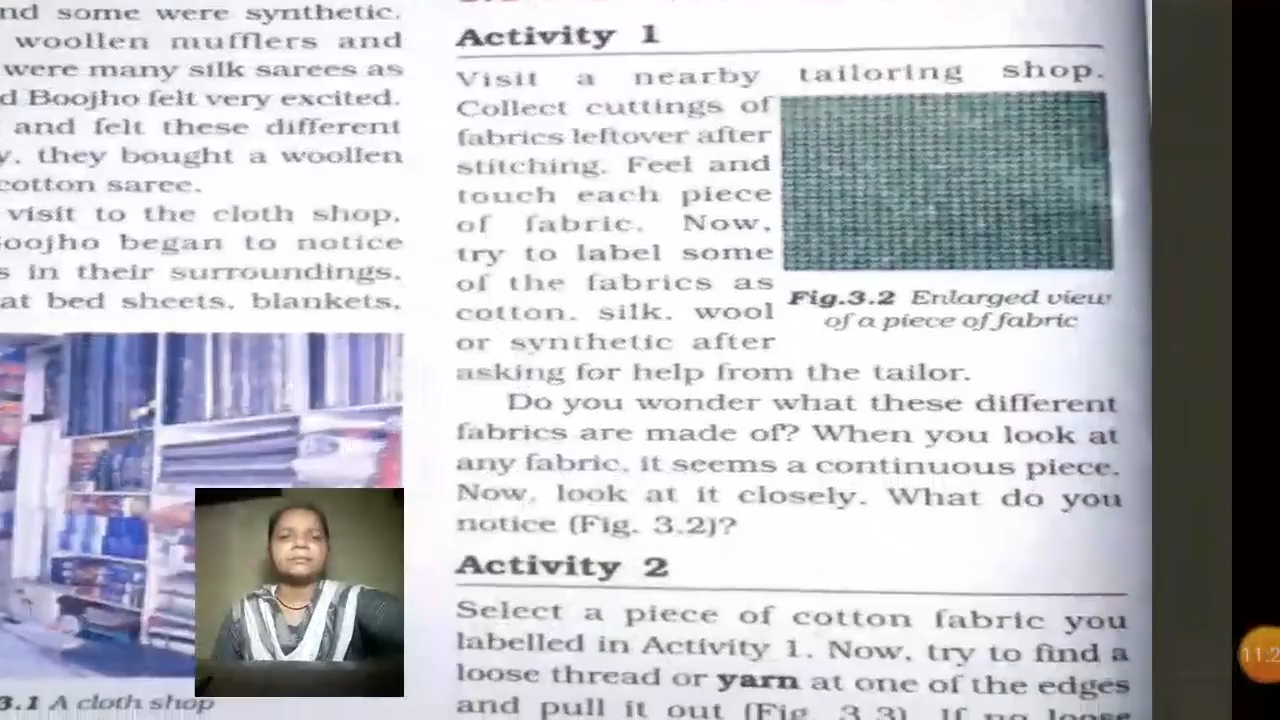 nd some were synthetic.
woollen mufflers and
were many silk sarees as
d Boojho felt very excited.
and felt these different
y, they bought a woollen
cotton saree.
visit to the cloth shop,
Boojho began to notice
s in their surroundings.
at bed sheets, blankets,
3.1 A cloth shop
Activity 1
Visit a nearby tailoring shop.
Collect cuttings of
fabrics leftover after
stitching. Feel and
touch each piece
of fabric. Now,
try to label some
of the fabrics as
cotton, silk, wool
or synthetic after
asking for help from the tailor.
Fig.3.2 Enlarged view
of a piece of fabric
Do you wonder what these different
fabrics are made of? When you look at
any fabric, it seems a continuous piece.
Now, look at it closely. What do you
notice (Fig. 3.2)?
Activity 2
Select a piece of cotton fabric you
labelled in Activity 1. Now, try to find a
loose thread or yarn at one of the edges
and pull it out (Fig. 3.3). If no loose
11:2